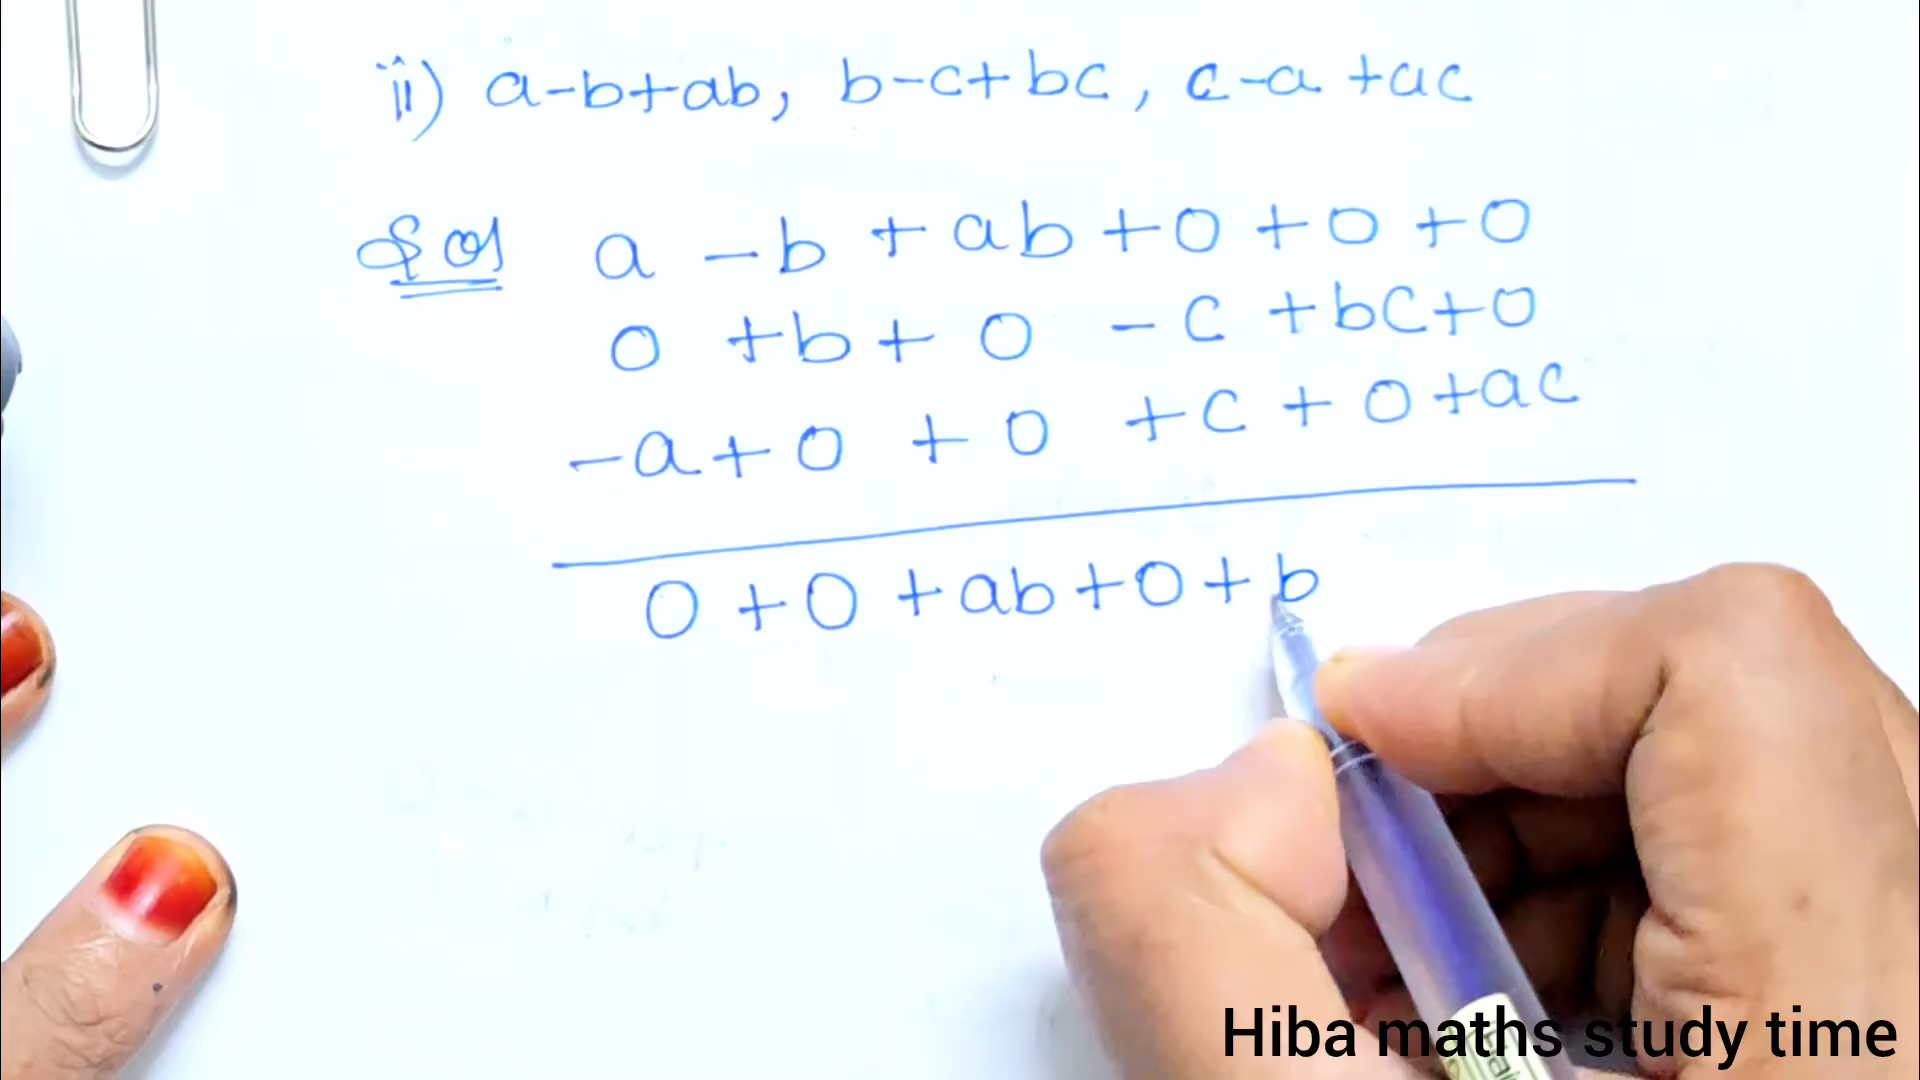 ii) a-b+ab, b-c+bc, c-a+ac
Sol a - b + ab + 0 + 0 + 0
0 + b + 0 - c + bc + 0
-a + 0 + 0 + c + 0 + ac
0 + 0 + ab + 0 + b
Hiba maths study time